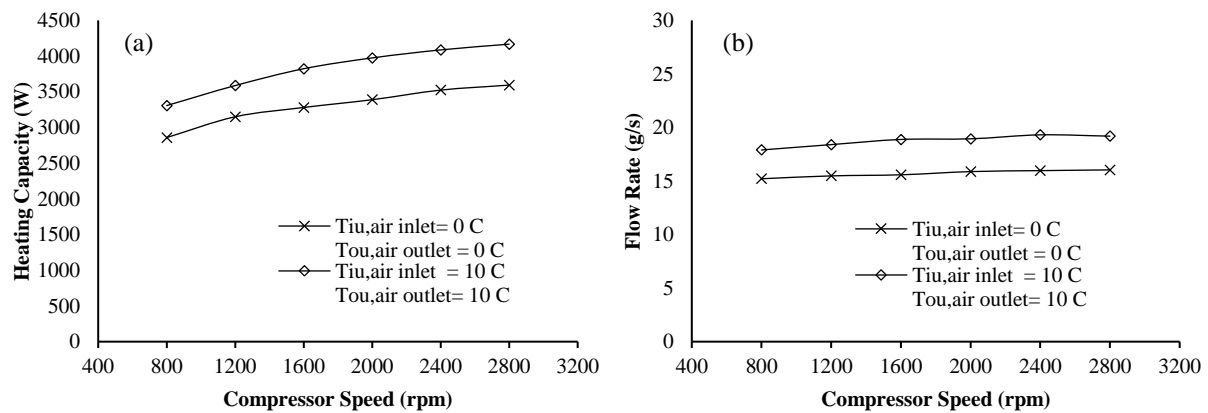 (a)
Heating Capacity (W)
4500
4000
3500
3000
2500
2000
1500
1000
500
0
Tiu,air inlet= 0 C
Tou,air outlet = 0 C
Tiu,air inlet = 10 C
Tou,air outlet= 10 C
400 800 1200 1600 2000 2400 2800 3200
Compressor Speed (rpm)
(b)
Flow Rate (g/s)
30
25
20
15
10
5
0
Tiu,air inlet= 0 C
Tou,air outlet = 0 C
Tiu,air inlet = 10 C
Tou,air outlet= 10 C
400 800 1200 1600 2000 2400 2800 3200
Compressor Speed (rpm)